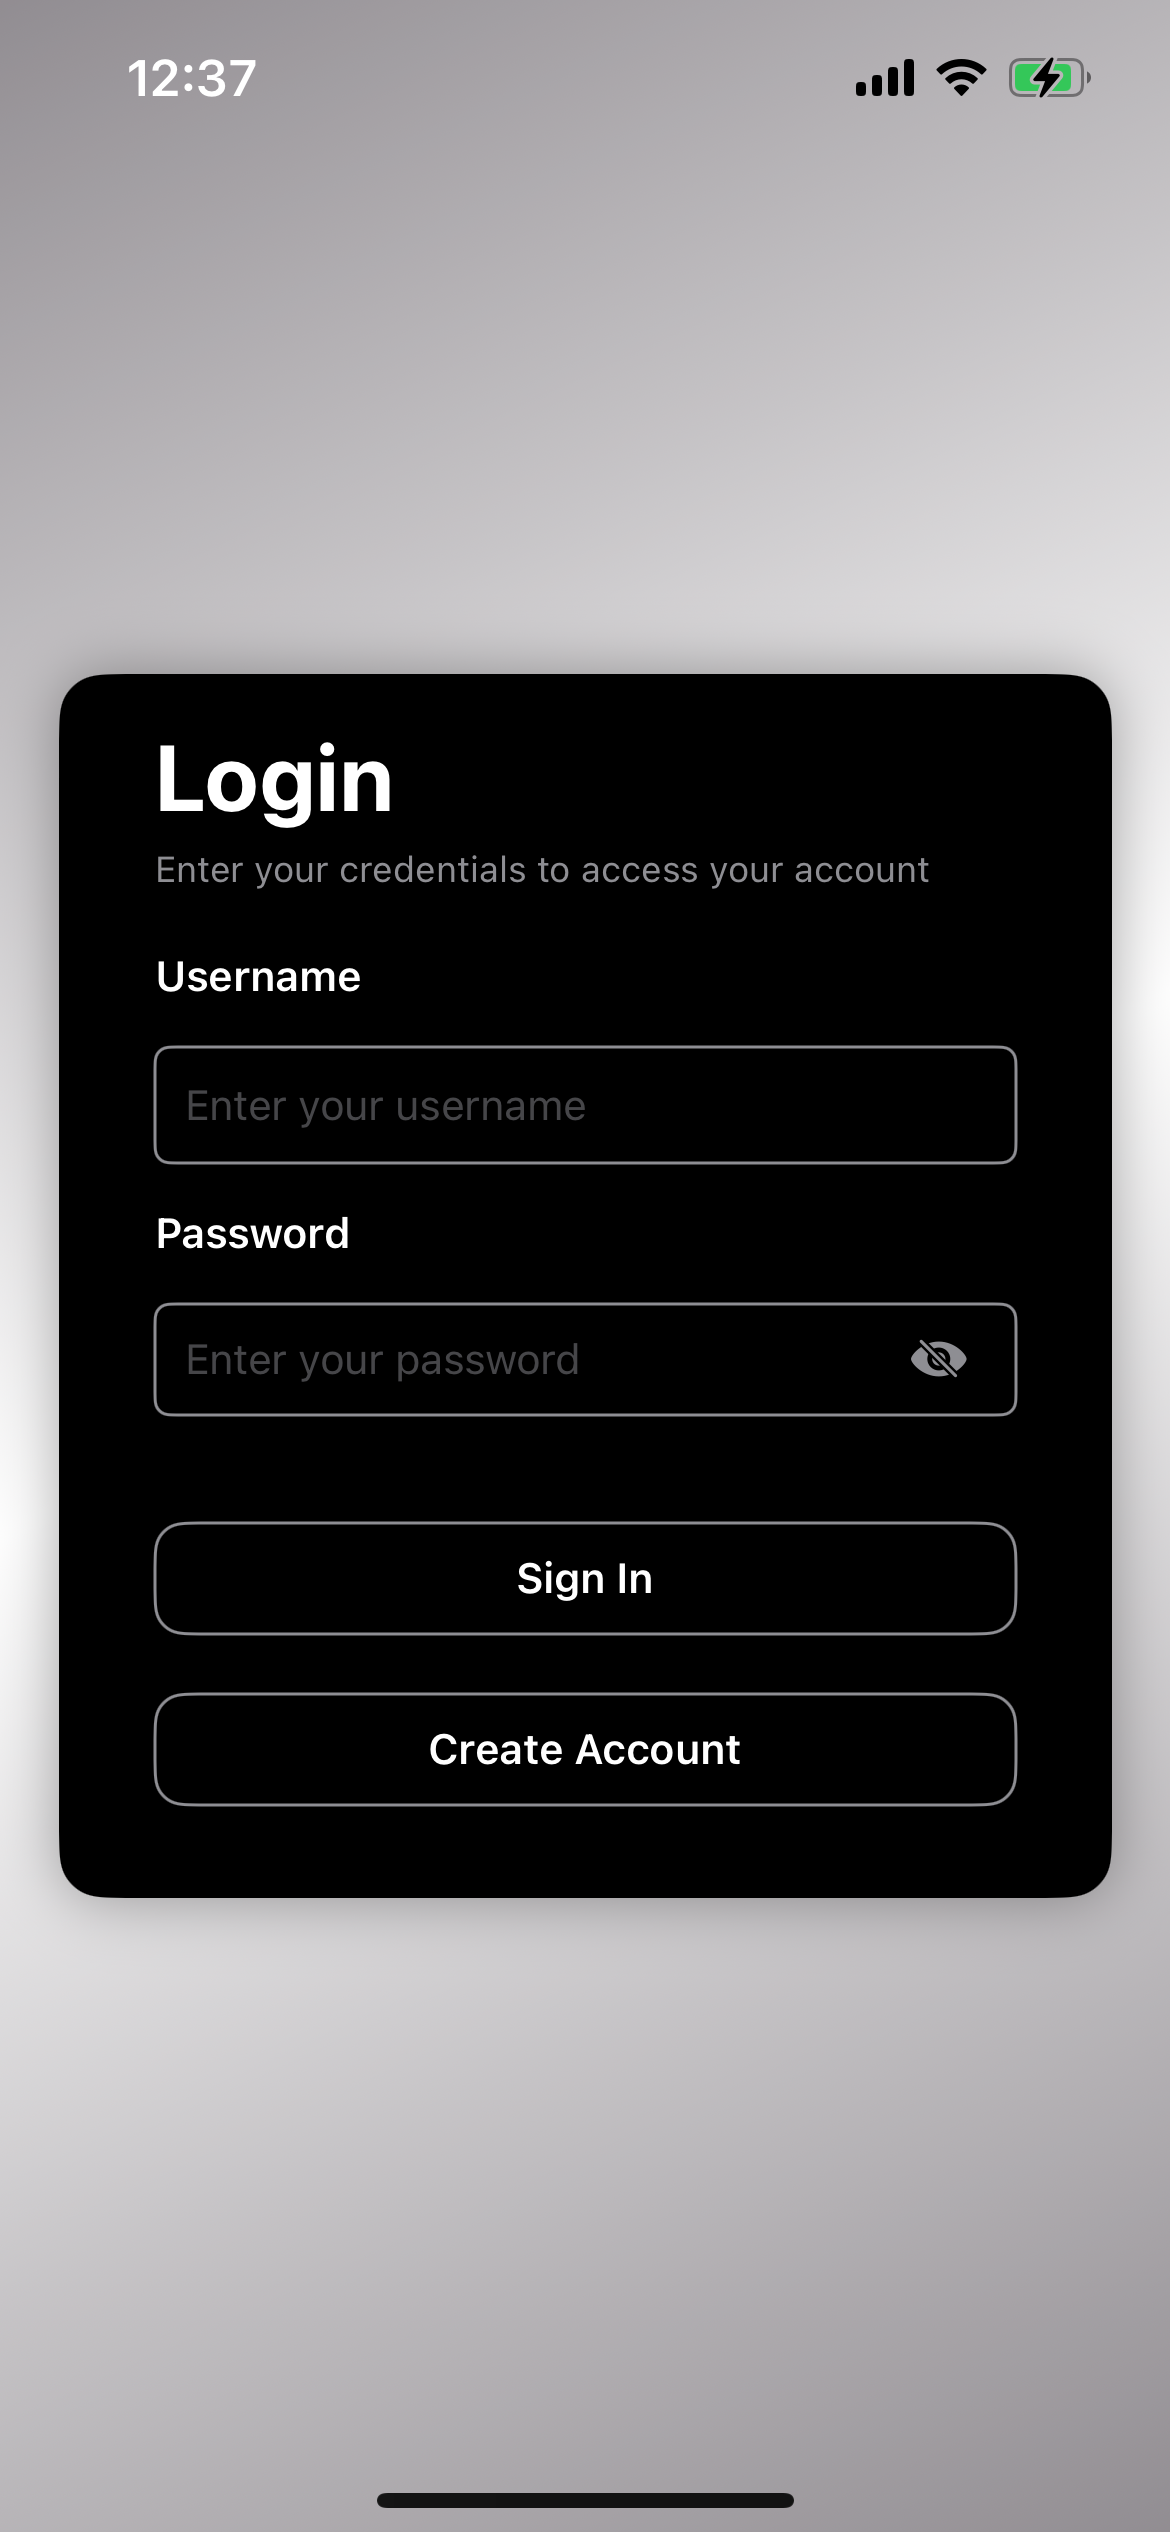 12:37
Login
Enter your credentials to access your account
Username
Enter your username
Password
Enter your password
Sign In
Create Account